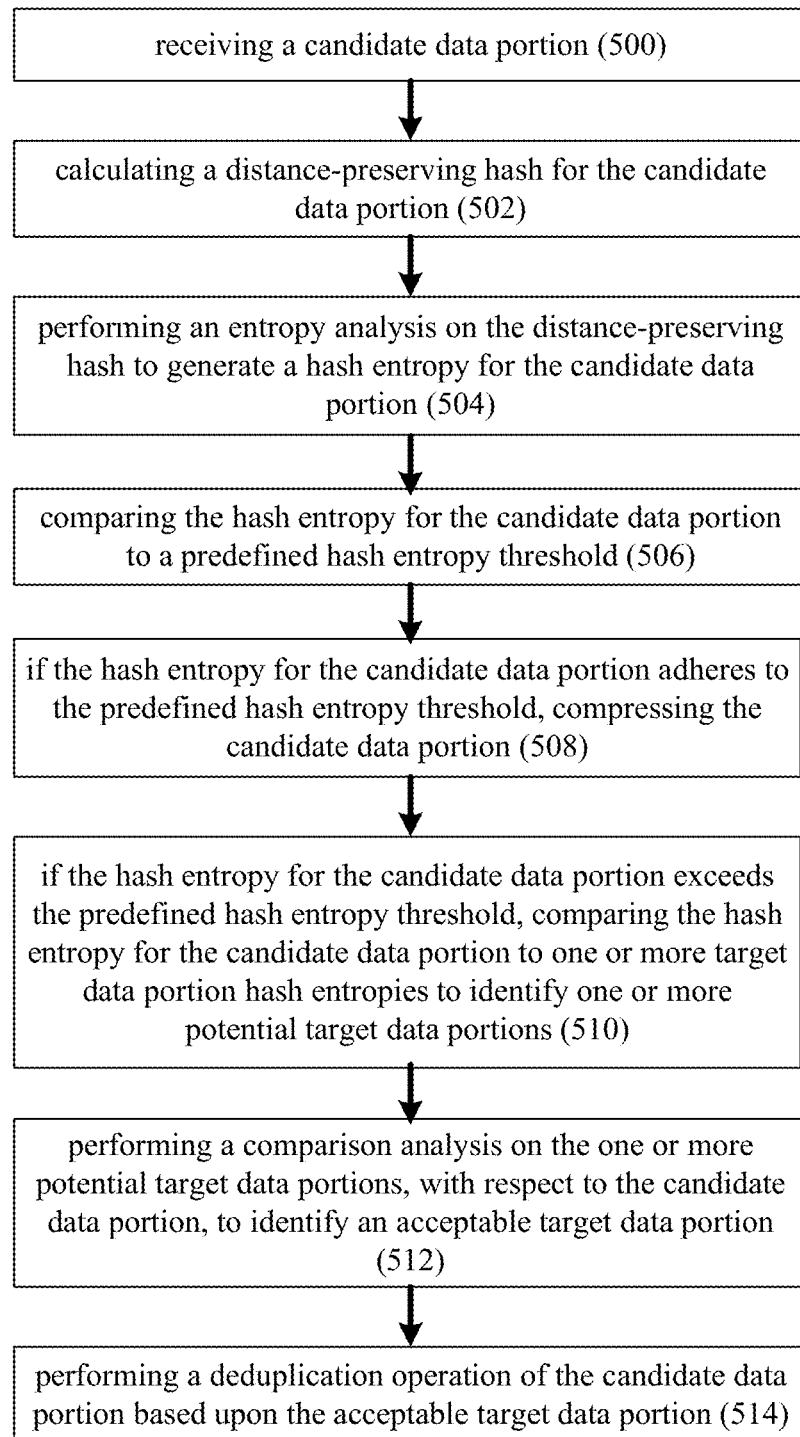 receiving a candidate data portion (500)
calculating a distance-preserving hash for the candidate
data portion (502)
performing an entropy analysis on the distance-preserving
hash to generate a hash entropy for the candidate data
portion (504)
comparing the hash entropy for the candidate data portion
to a predefined hash entropy threshold (506)
if the hash entropy for the candidate data portion adheres to
the predefined hash entropy threshold, compressing the
candidate data portion (508)
if the hash entropy for the candidate data portion exceeds
the predefined hash entropy threshold, comparing the hash
entropy for the candidate data portion to one or more target
data portion hash entropies to identify one or more
potential target data portions (510)
performing a comparison analysis on the one or more
potential target data portions, with respect to the candidate
data portion, to identify an acceptable target data portion
(512)
performing a deduplication operation of the candidate data
portion based upon the acceptable target data portion (514)